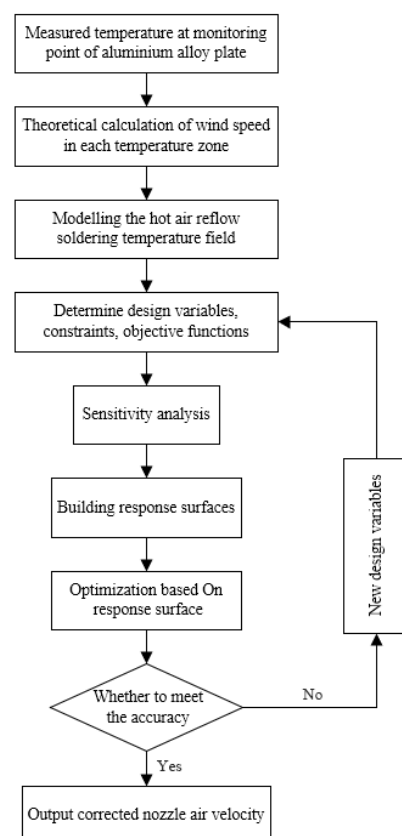 Measured temperature at monitoring
point of aluminium alloy plate
Theoretical calculation of wind speed
in each temperature zone
Modelling the hot air reflow
soldering temperature field
Determine design variables,
constraints, objective functions
Sensitivity analysis
Building response surfaces
New design variables
Optimization based On
response surface
Whether to meet
the accuracy
No
Yes
Output corrected nozzle air velocity